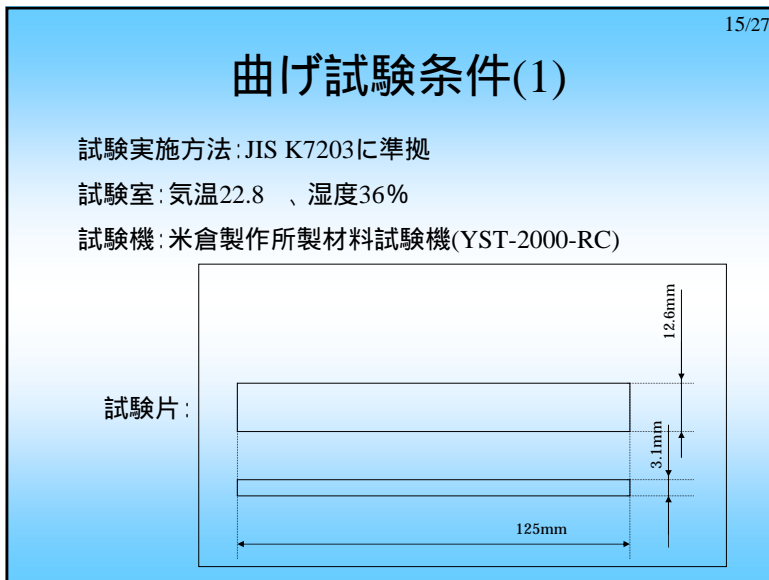 15/27
曲げ試験条件(1)
試験実施方法:JIS K7203に準拠
試験室:気温22.8 、湿度36%
試験機:米倉製作所製材料試験機(YST-2000-RC)
試験片:
12.6mm
3.1mm
125mm